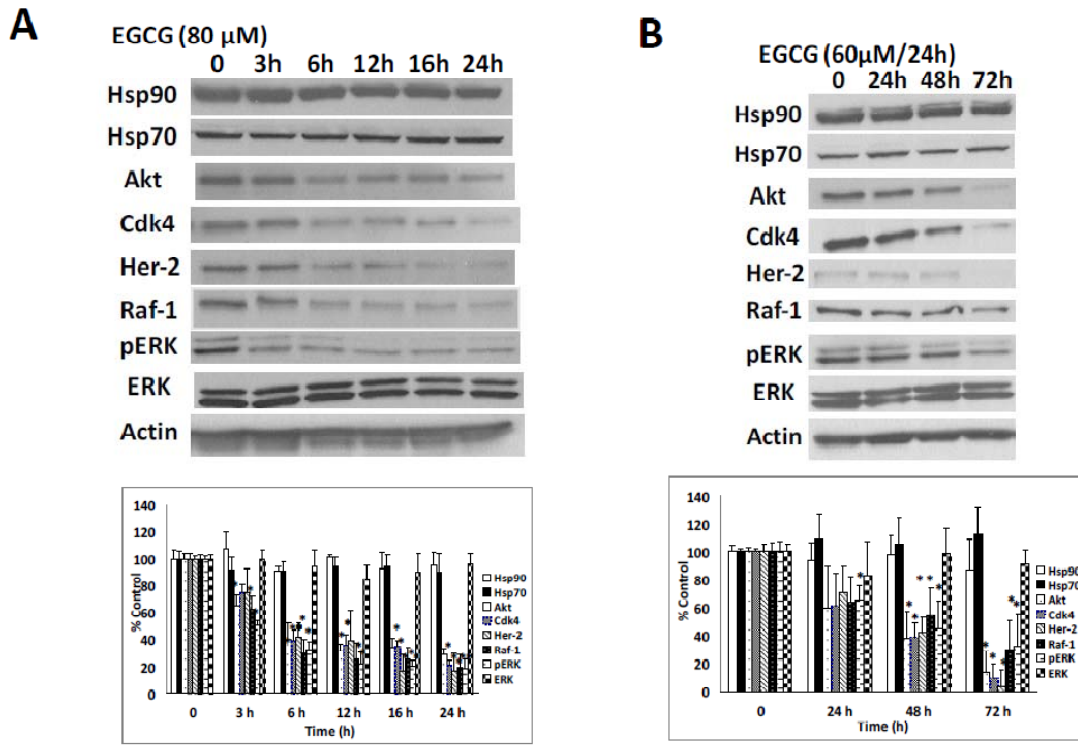 A
EGCG (80 µM)
0 3h 6h 12h 16h 24h
Hsp90
Hsp70
Akt
Cdk4
Her-2
Raf-1
pERK
ERK
Actin
140
120
100
80
60
40
20
0
% Control
0 3 h 6 h 12 h 16 h 24 h
Time (h)
Hsp90
Hsp70
Akt
Cdk4
Her-2
Raf-1
pERK
ERK
B
EGCG (60µM/24h)
0 24h 48h 72h
Hsp90
Hsp70
Akt
Cdk4
Her-2
Raf-1
pERK
ERK
Actin
140
120
100
80
60
40
20
0
% Control
0 24 h 48 h 72 h
Time (h)
Hsp90
Hsp70
Akt
Cdk4
Her-2
Raf-1
pERK
ERK